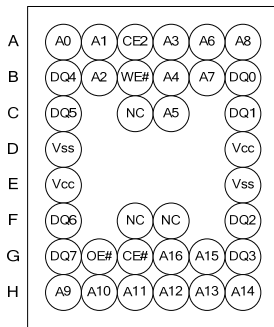 A A0 A1 CE2 A3 A6 A8
B DQ4 A2 WE# A4 A7 DQ0
C DQ5 NC A5 DQ1
D Vss Vcc
E Vcc Vss
F DQ6 NC NC DQ2
G DQ7 OE# CE# A16 A15 DQ3
H A9 A10 A11 A12 A13 A14